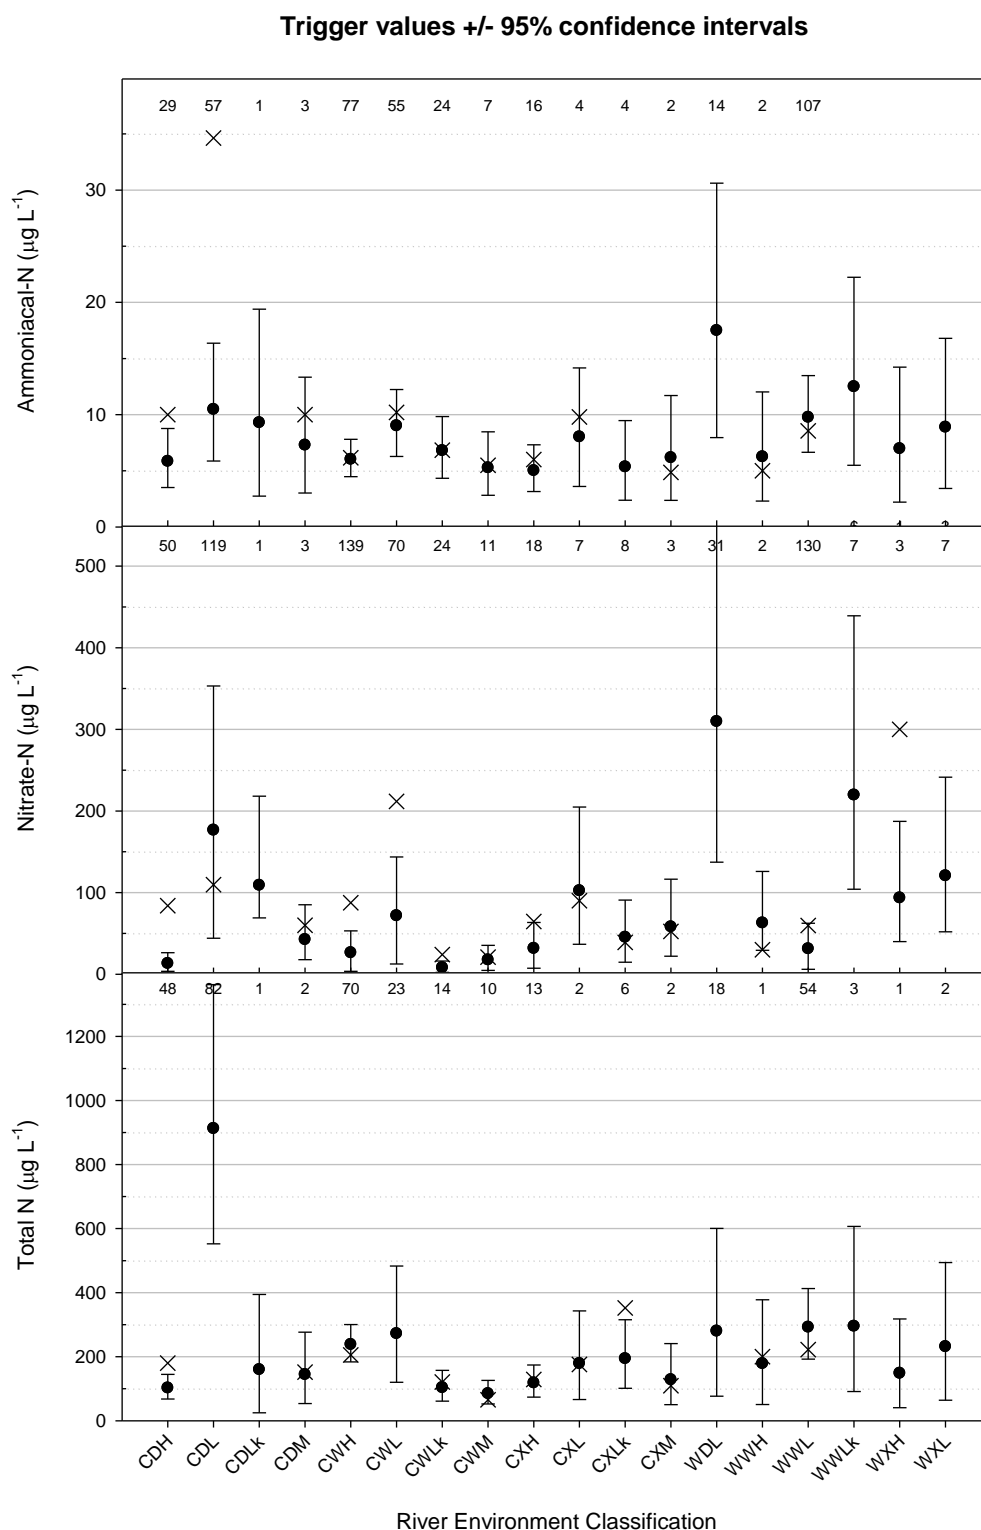 Trigger values +/- 95% confidence intervals
29 57 1 3 77 55 24 7 16 4 4 2 14 2 107
Ammoniacal-N (µg L⁻¹)
30
20
10
0
50 119 1 3 139 70 24 11 18 7 8 3 31 2 130 7 3 7
Nitrate-N (µg L⁻¹)
500
400
300
200
100
0
48 82 1 2 70 23 14 10 13 2 6 2 18 1 54 3 1 2
Total N (µg L⁻¹)
1200
1000
800
600
400
200
0
CDH CDL CDLk CDM CWH CWL CWLk CWM CXH CXL CXLk CXM WDL WWH WWL WWLk WXH WXL
River Environment Classification